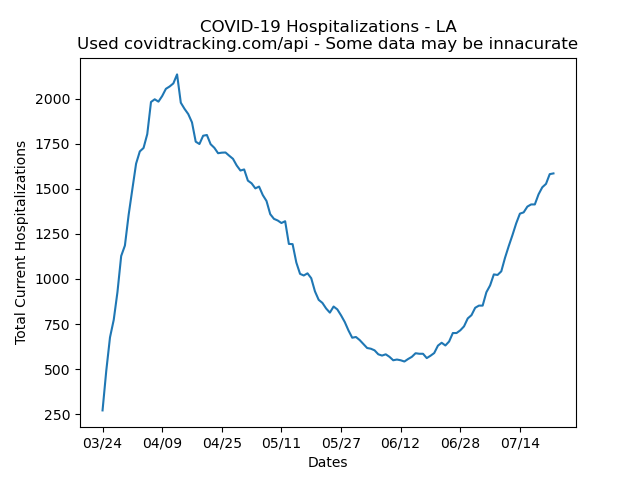 COVID-19 Hospitalizations - LA
Used covidtracking.com/api - Some data may be innacurate
Total Current Hospitalizations
2000
1750
1500
1250
1000
750
500
250
03/24 04/09 04/25 05/11 05/27 06/12 06/28 07/14
Dates